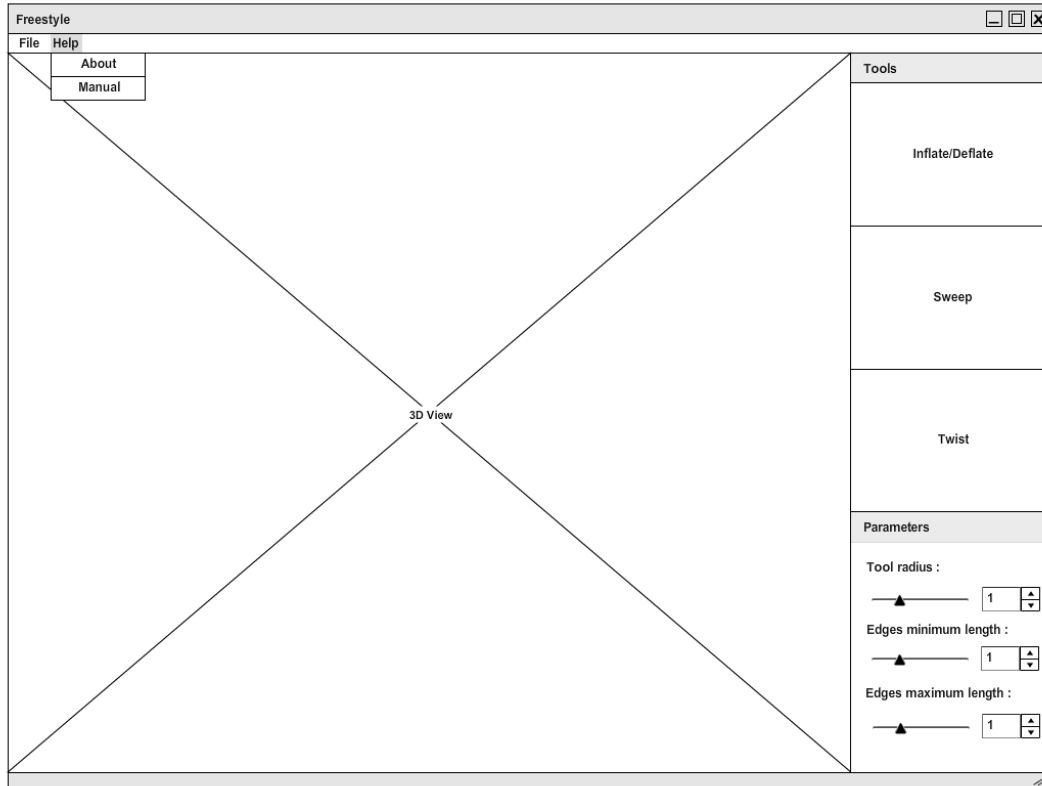 Freestyle
File Help
About
Manual
Tools
Inflate/Deflate
Sweep
3D View
Twist
Parameters
Tool radius :
1
Edges minimum length :
1
Edges maximum length :
1